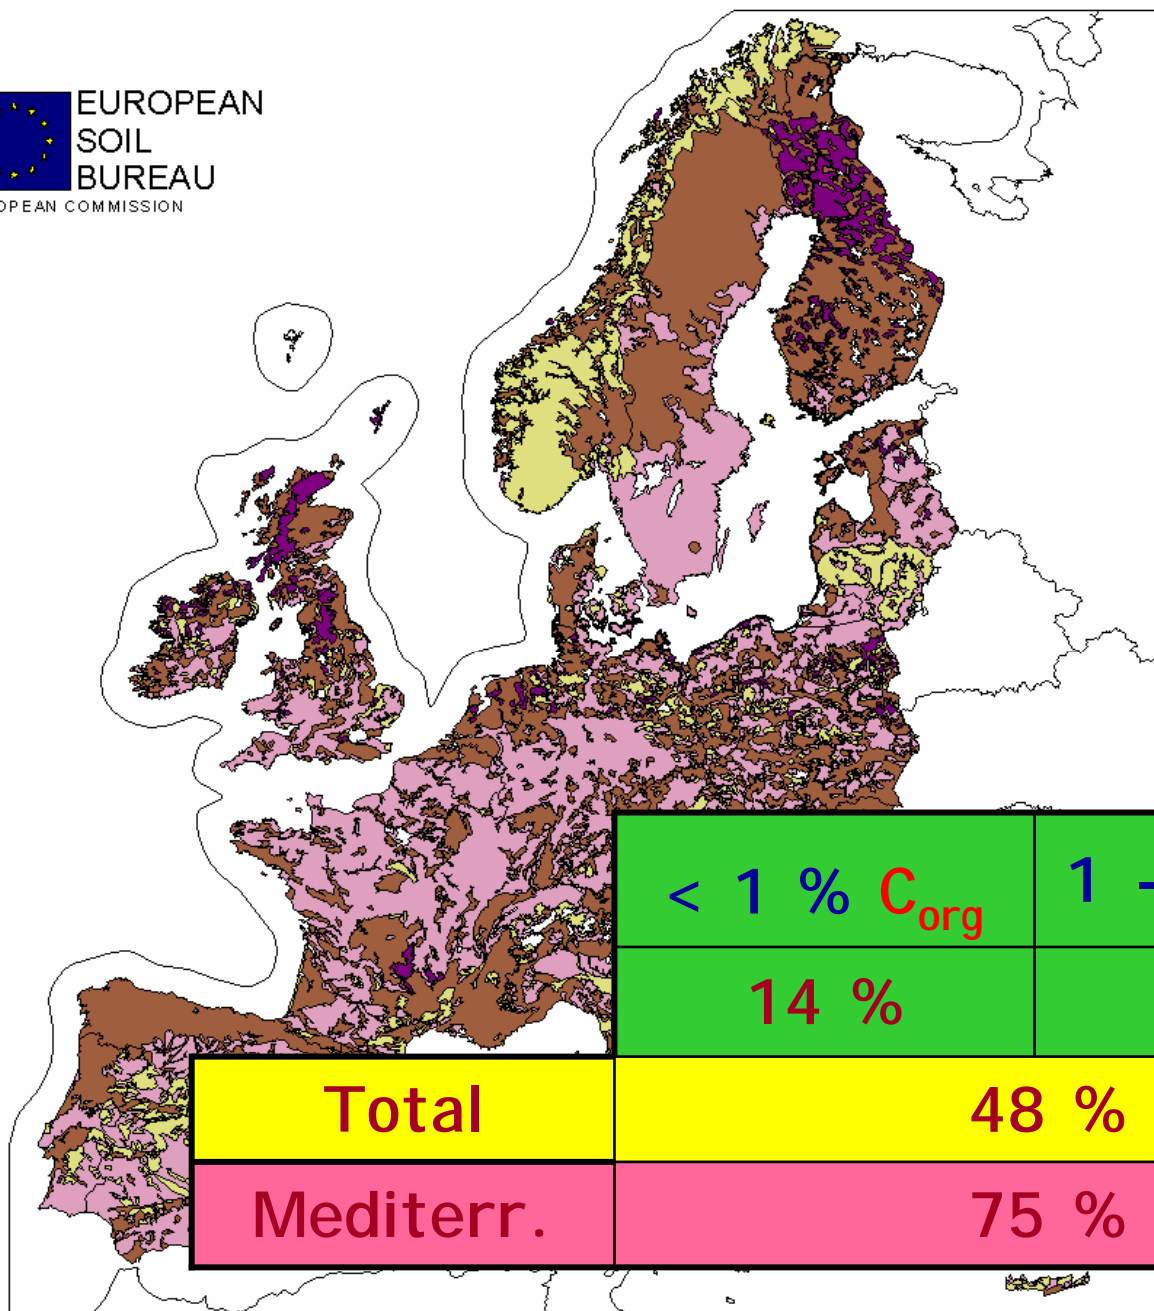 EUROPEAN
SOIL
BUREAU
OPEAN COMMISSION
< 1 % Corg 1 -
14 %
Total 48 %
Mediterr. 75 %